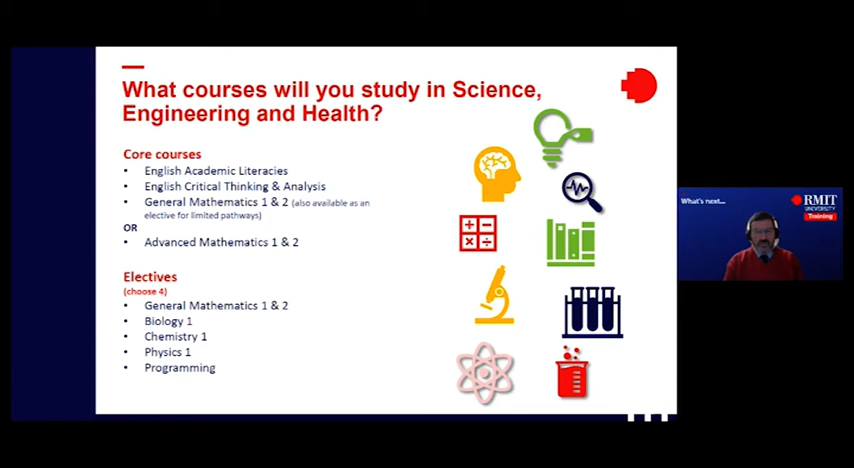 What courses will you study in Science,
Engineering and Health?
Core courses
• English Academic Literacies
• English Critical Thinking & Analysis
• General Mathematics 1 & 2 (also available as an
elective for limited pathways)
OR
• Advanced Mathematics 1 & 2
Electives
(choose 4)
• General Mathematics 1 & 2
• Biology 1
• Chemistry 1
• Physics 1
• Programming
What's next...
RMIT
UNIVERSITY
Training